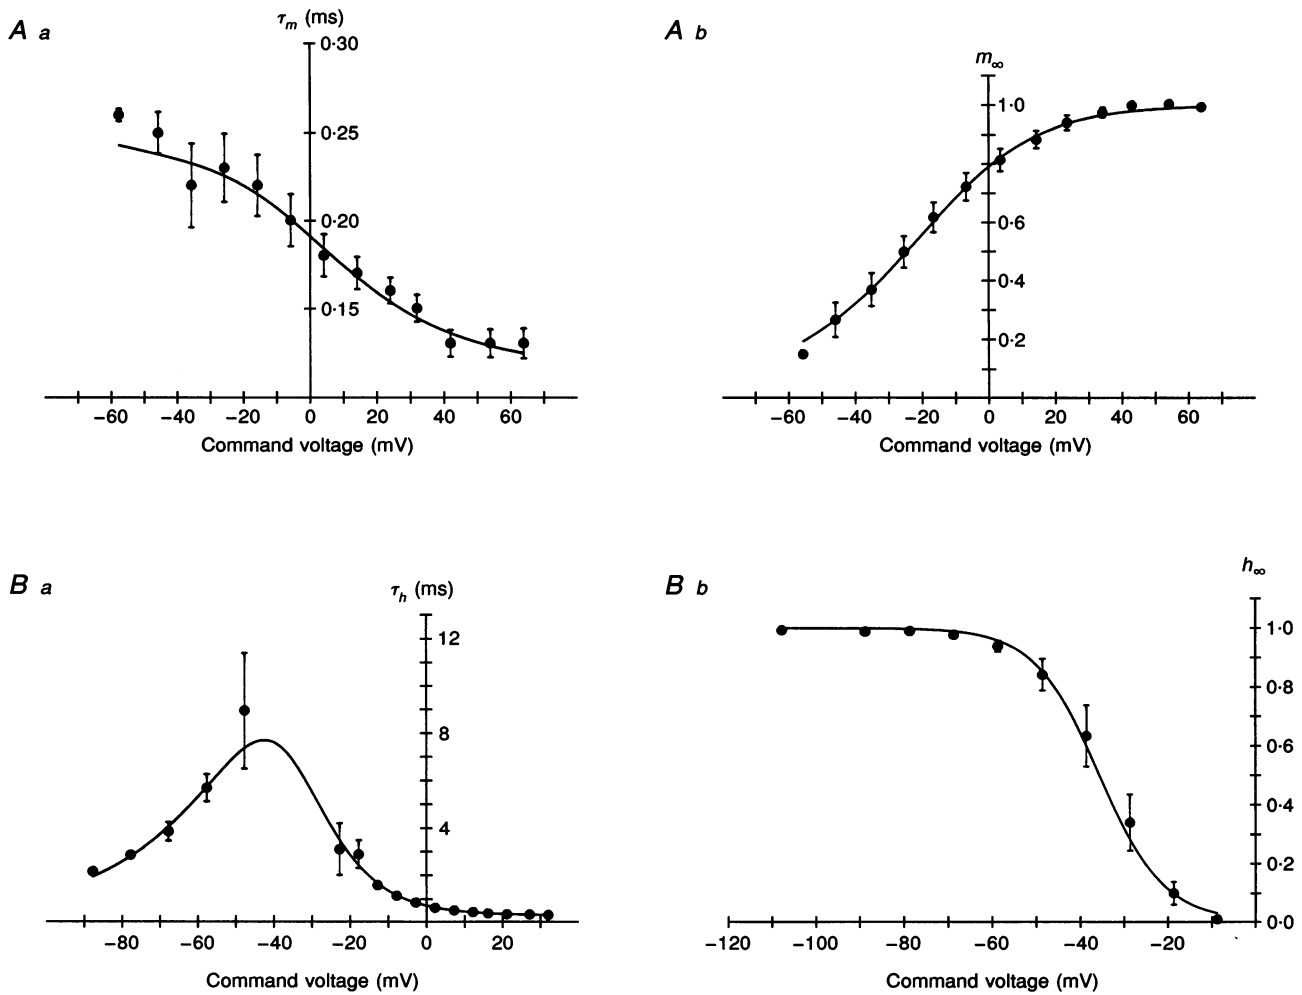 A a
τm (ms)
0·30
0·25
0·20
0·15
−60 −40 −20 0 20 40 60
Command voltage (mV)
A b
m∞
1·0
0·6
0·4
0·2
−60 −40 −20 0 20 40 60
Command voltage (mV)
B a
τh (ms)
12
8
4
−80 −60 −40 −20 0 20
Command voltage (mV)
B b
h∞
1·0
0·8
0·6
0·4
0·2
0·0
−120 −100 −80 −60 −40 −20
Command voltage (mV)